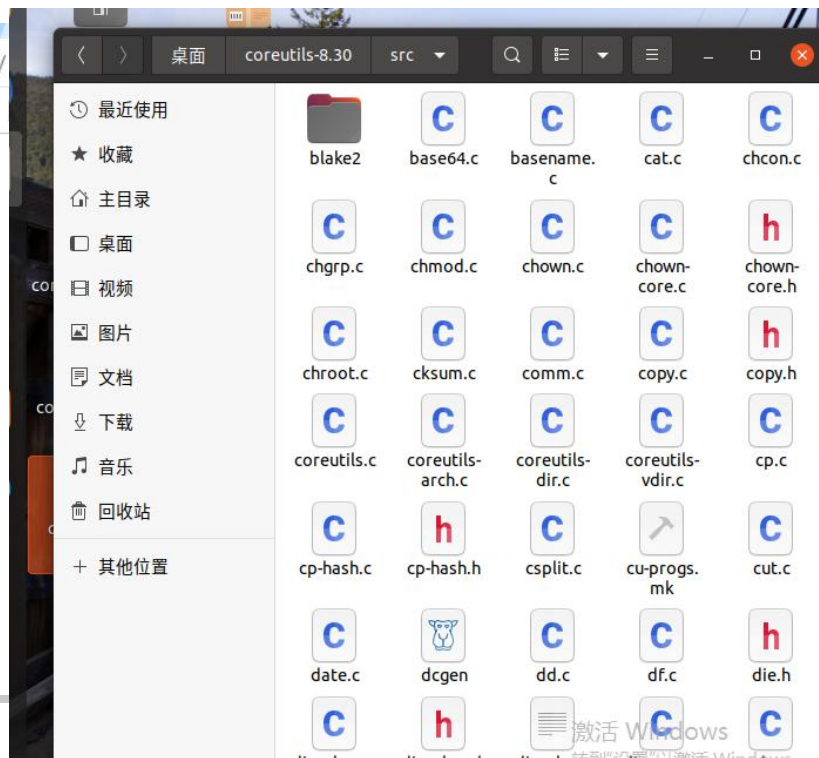 桌面 coreutils-8.30 src
最近使用
收藏
主目录
桌面
视频
图片
文档
下载
音乐
回收站
其他位置
blake2 base64.c basename. cat.c chcon.c
c
chgrp.c chmod.c chown.c chown- chown-
core.c core.h
chroot.c cksum.c comm.c copy.c copy.h
coreutils.c coreutils- coreutils- coreutils- cp.c
arch.c dir.c vdir.c
cp-hash.c cp-hash.h csplit.c cu-progs. cut.c
mk
date.c dcgen dd.c df.c die.h
激活 Windows